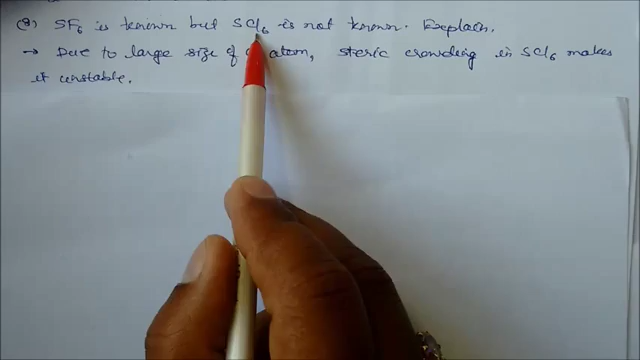 (8) SF6 is known but SCl6 is not known. Explain.
→ Due to large size of atom, steric crowding in SCl6 makes
it unstable.